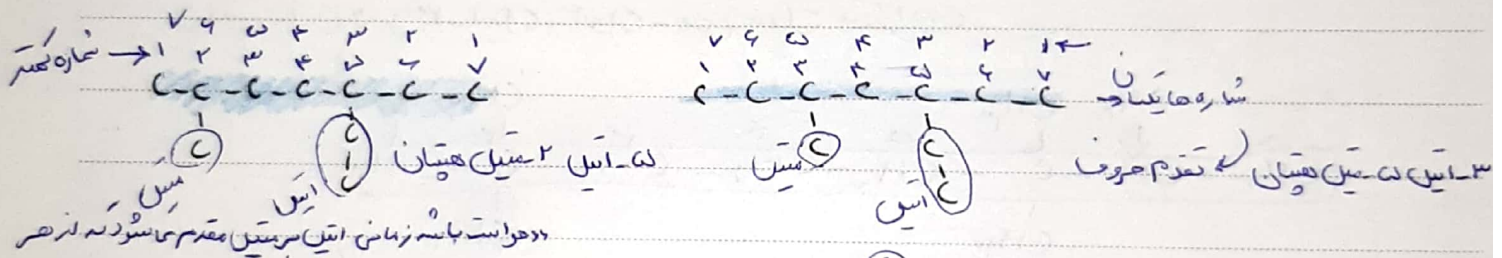 ۷ ۶ ۵ ۴ ۳ ۲ ۱ ۷ ۶ ۵ ۴ ۳ ۲ ۱ ←
شماره کمتر → ۱ ۲ ۳ ۴ ۵ ۶ ۷ ۱ ۲ ۳ ۴ ۵ ۶ ۷
C-C-C-C-C-C-C C-C-C-C-C-C-C شماره‌ها یکسان
C C C C
متیل اتیل C ۵-اتیل ۲-متیل هپتان متیل اتیل C ۳-اتیل ۵-متیل هپتان تقدم حروف
حواست باشه زمانی اتیل بر متیل مقدم می‌شود که از هر